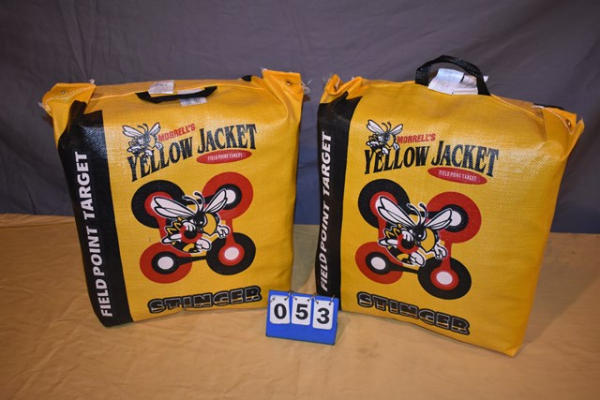 MORRELL'S
YELLOW JACKET
FIELD POINT TARGET
FIELD POINT TARGET
STINGER
MORRELL'S
YELLOW JACKET
FIELD POINT TARGET
FIELD POINT TARGET
STINGER
053